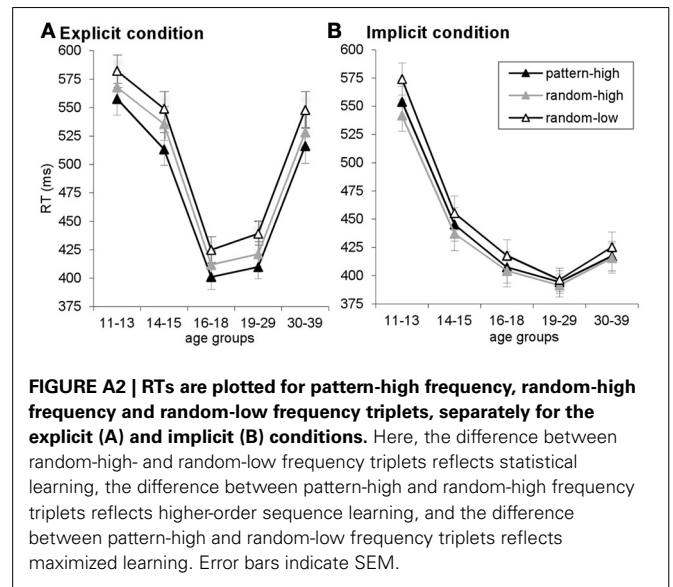 A Explicit condition
B Implicit condition
600
575
550
525
500
475
450
425
400
375
RT (ms)
11-13 14-15 16-18 19-29 30-39
age groups
600
575
550
525
500
475
450
425
400
375
11-13 14-15 16-18 19-29 30-39
age groups
pattern-high
random-high
random-low
FIGURE A2 | RTs are plotted for pattern-high frequency, random-high
frequency and random-low frequency triplets, separately for the
explicit (A) and implicit (B) conditions. Here, the difference between
random-high- and random-low frequency triplets reflects statistical
learning, the difference between pattern-high and random-high frequency
triplets reflects higher-order sequence learning, and the difference
between pattern-high and random-low frequency triplets reflects
maximized learning. Error bars indicate SEM.